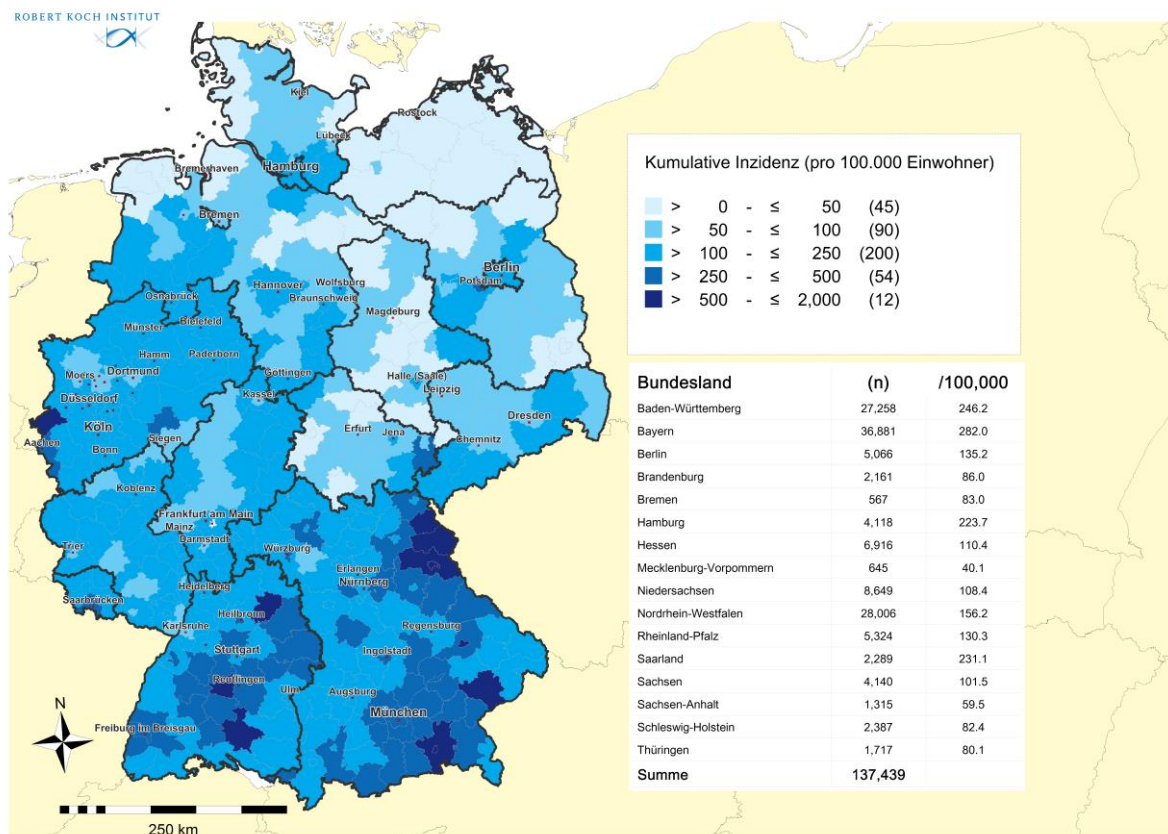 ROBERT KOCH INSTITUT
Kiel
Rostock
Lübeck
Hamburg
Bremerhaven
Bremen
Berlin
Potsdam
Hannover
Wolfsburg
Braunschweig
Magdeburg
Osnabrück
Bielefeld
Münster
Hamm
Paderborn
Göttingen
Halle (Saale)
Leipzig
Moers
Dortmund
Kassel
Düsseldorf
Dresden
Köln
Erfurt
Jena
Chemnitz
Siegen
Aachen
Bonn
Koblenz
Frankfurt am Main
Mainz
Trier
Darmstadt
Würzburg
Erlangen
Nürnberg
Heidelberg
Saarbrücken
Heilbronn
Karlsruhe
Regensburg
Stuttgart
Ingolstadt
Reutlingen
Ulm
Augsburg
München
Freiburg im Breisgau
N
250 km
Kumulative Inzidenz (pro 100.000 Einwohner)
> 0 - ≤ 50 (45)
> 50 - ≤ 100 (90)
> 100 - ≤ 250 (200)
> 250 - ≤ 500 (54)
> 500 - ≤ 2,000 (12)
Bundesland (n) /100,000
Baden-Württemberg 27,258 246.2
Bayern 36,881 282.0
Berlin 5,066 135.2
Brandenburg 2,161 86.0
Bremen 567 83.0
Hamburg 4,118 223.7
Hessen 6,916 110.4
Mecklenburg-Vorpommern 645 40.1
Niedersachsen 8,649 108.4
Nordrhein-Westfalen 28,006 156.2
Rheinland-Pfalz 5,324 130.3
Saarland 2,289 231.1
Sachsen 4,140 101.5
Sachsen-Anhalt 1,315 59.5
Schleswig-Holstein 2,387 82.4
Thüringen 1,717 80.1
Summe 137,439